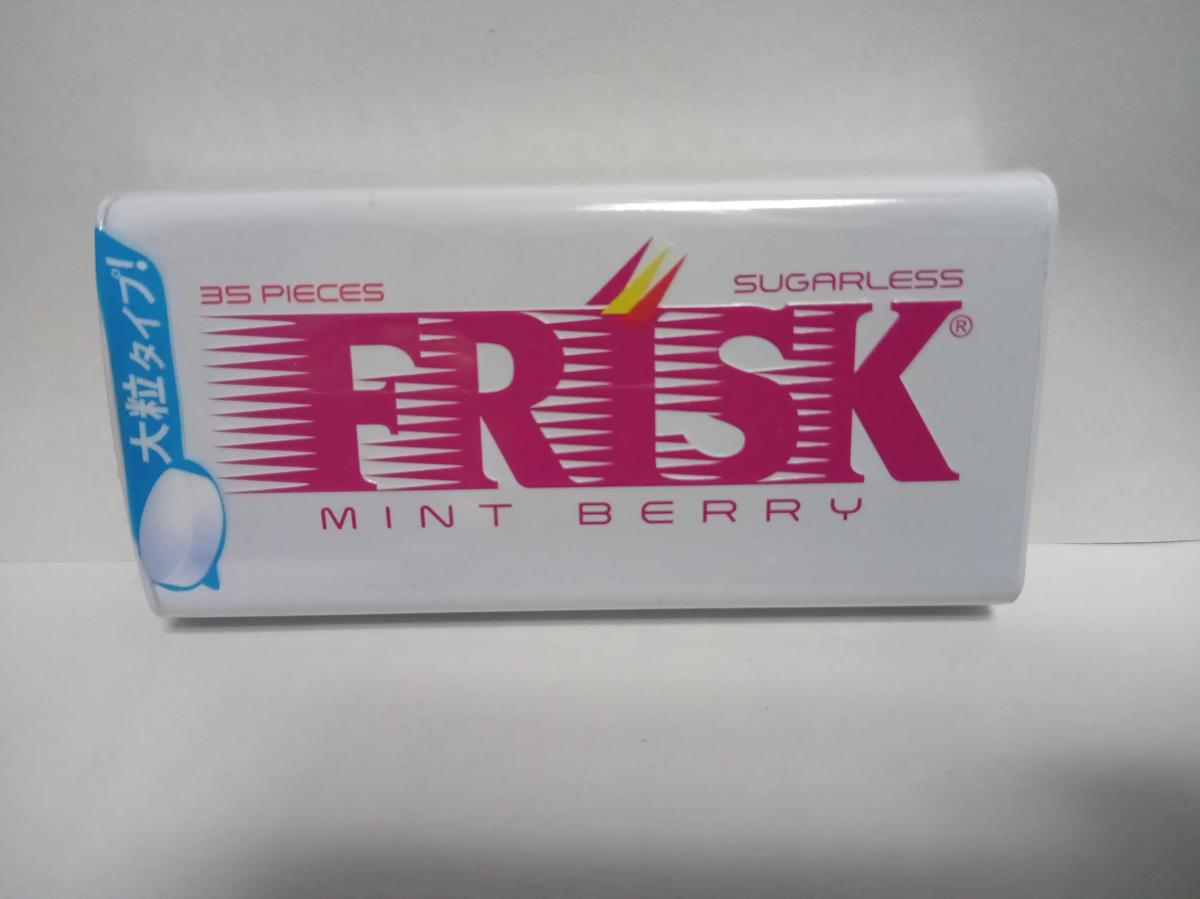 35 PIECES
SUGARLESS
FRISK®
MINT BERRY
大粒タイプ!